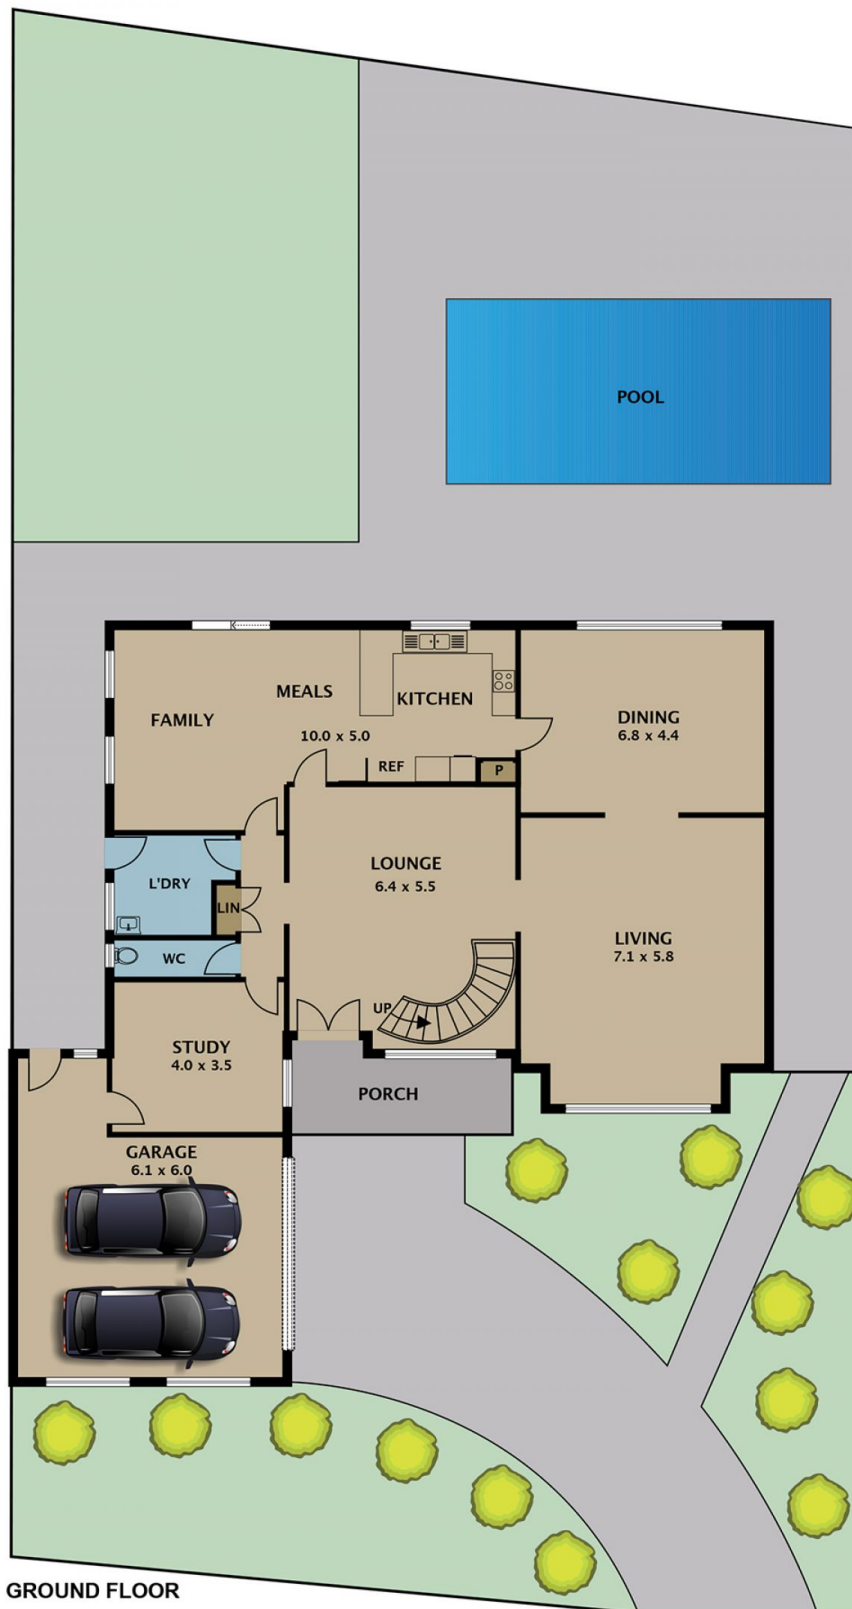 POOL
MEALS
FAMILY
KITCHEN
10.0 x 5.0
REF
P
DINING
6.8 x 4.4
L'DRY
LIN
WC
LOUNGE
6.4 x 5.5
LIVING
7.1 x 5.8
UP
STUDY
4.0 x 3.5
PORCH
GARAGE
6.1 x 6.0
GROUND FLOOR